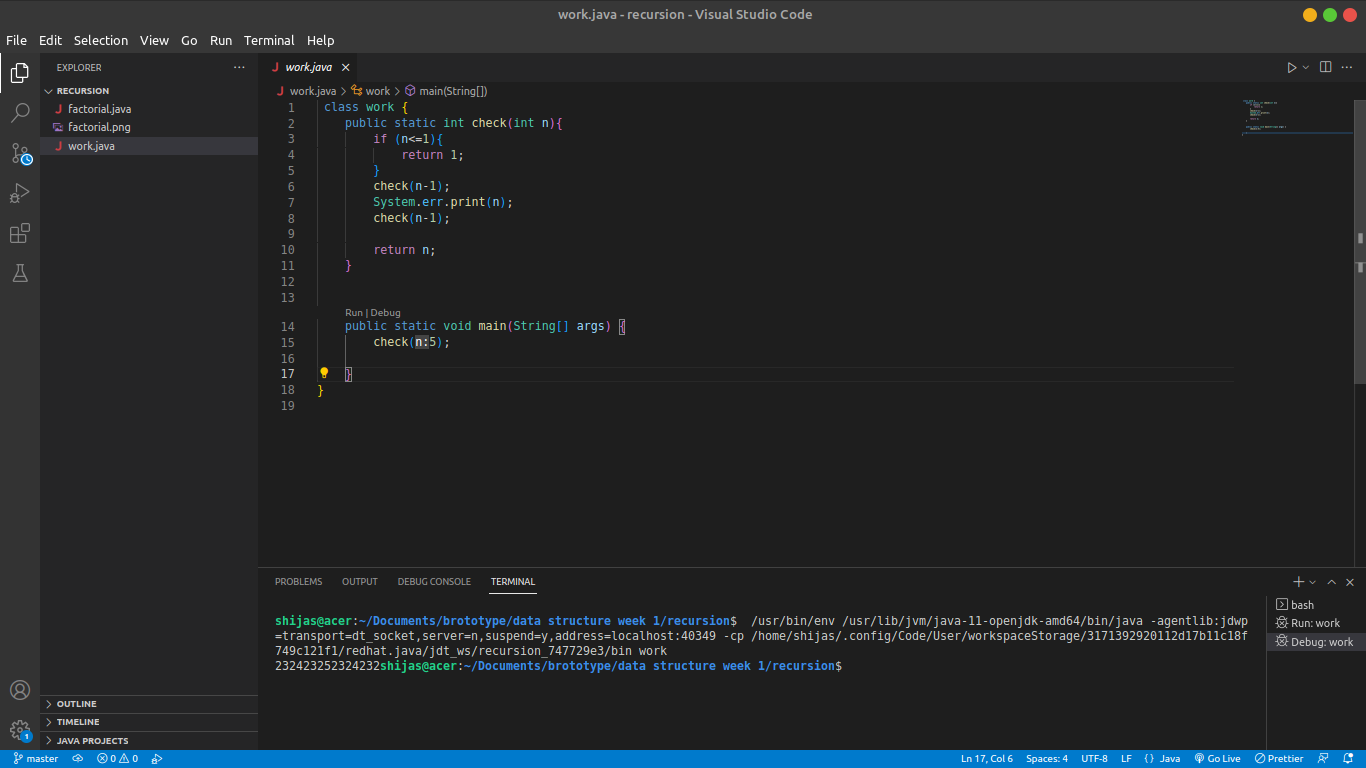 work.java - recursion - Visual Studio Code
File Edit Selection View Go Run Terminal Help
EXPLORER
RECURSION
factorial.java
factorial.png
work.java
OUTLINE
TIMELINE
JAVA PROJECTS
work.java
work.java > work > main(String[])
1 class work {
2 public static int check(int n){
3 if (n<=1){
4 return 1;
5 }
6 check(n-1);
7 System.err.print(n);
8 check(n-1);
9
10 return n;
11 }
12
13
Run | Debug
14 public static void main(String[] args) {
15 check(n:5);
16
17 }
18 }
19
PROBLEMS OUTPUT DEBUG CONSOLE TERMINAL
shijas@acer:~/Documents/brototype/data structure week 1/recursion$ /usr/bin/env /usr/lib/jvm/java-11-openjdk-amd64/bin/java -agentlib:jdwp
=transport=dt_socket,server=n,suspend=y,address=localhost:40349 -cp /home/shijas/.config/Code/User/workspaceStorage/3171392920112d17b11c18f
749c121f1/redhat.java/jdt_ws/recursion_747729e3/bin work
232423252324232shijas@acer:~/Documents/brototype/data structure week 1/recursion$
bash
Run: work
Debug: work
1
master 0 0 Ln 17, Col 6 Spaces: 4 UTF-8 LF {} Java Go Live Prettier